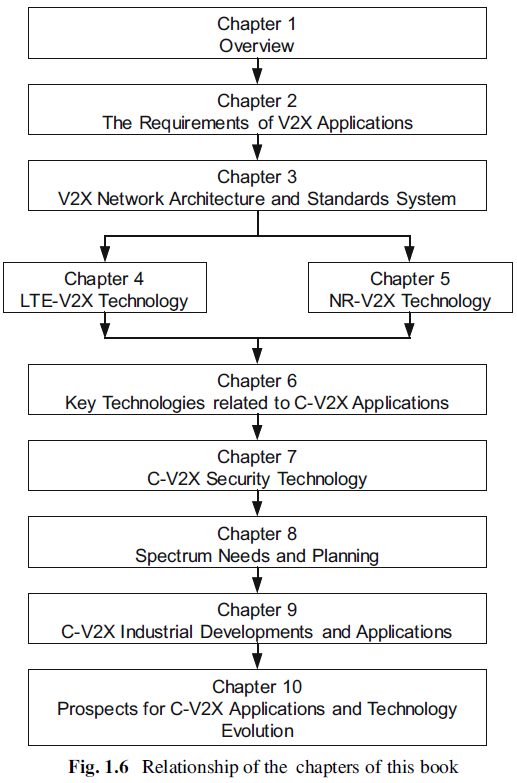 Chapter 1
Overview
Chapter 2
The Requirements of V2X Applications
Chapter 3
V2X Network Architecture and Standards System
Chapter 4
LTE-V2X Technology
Chapter 5
NR-V2X Technology
Chapter 6
Key Technologies related to C-V2X Applications
Chapter 7
C-V2X Security Technology
Chapter 8
Spectrum Needs and Planning
Chapter 9
C-V2X Industrial Developments and Applications
Chapter 10
Prospects for C-V2X Applications and Technology
Evolution
Fig. 1.6 Relationship of the chapters of this book